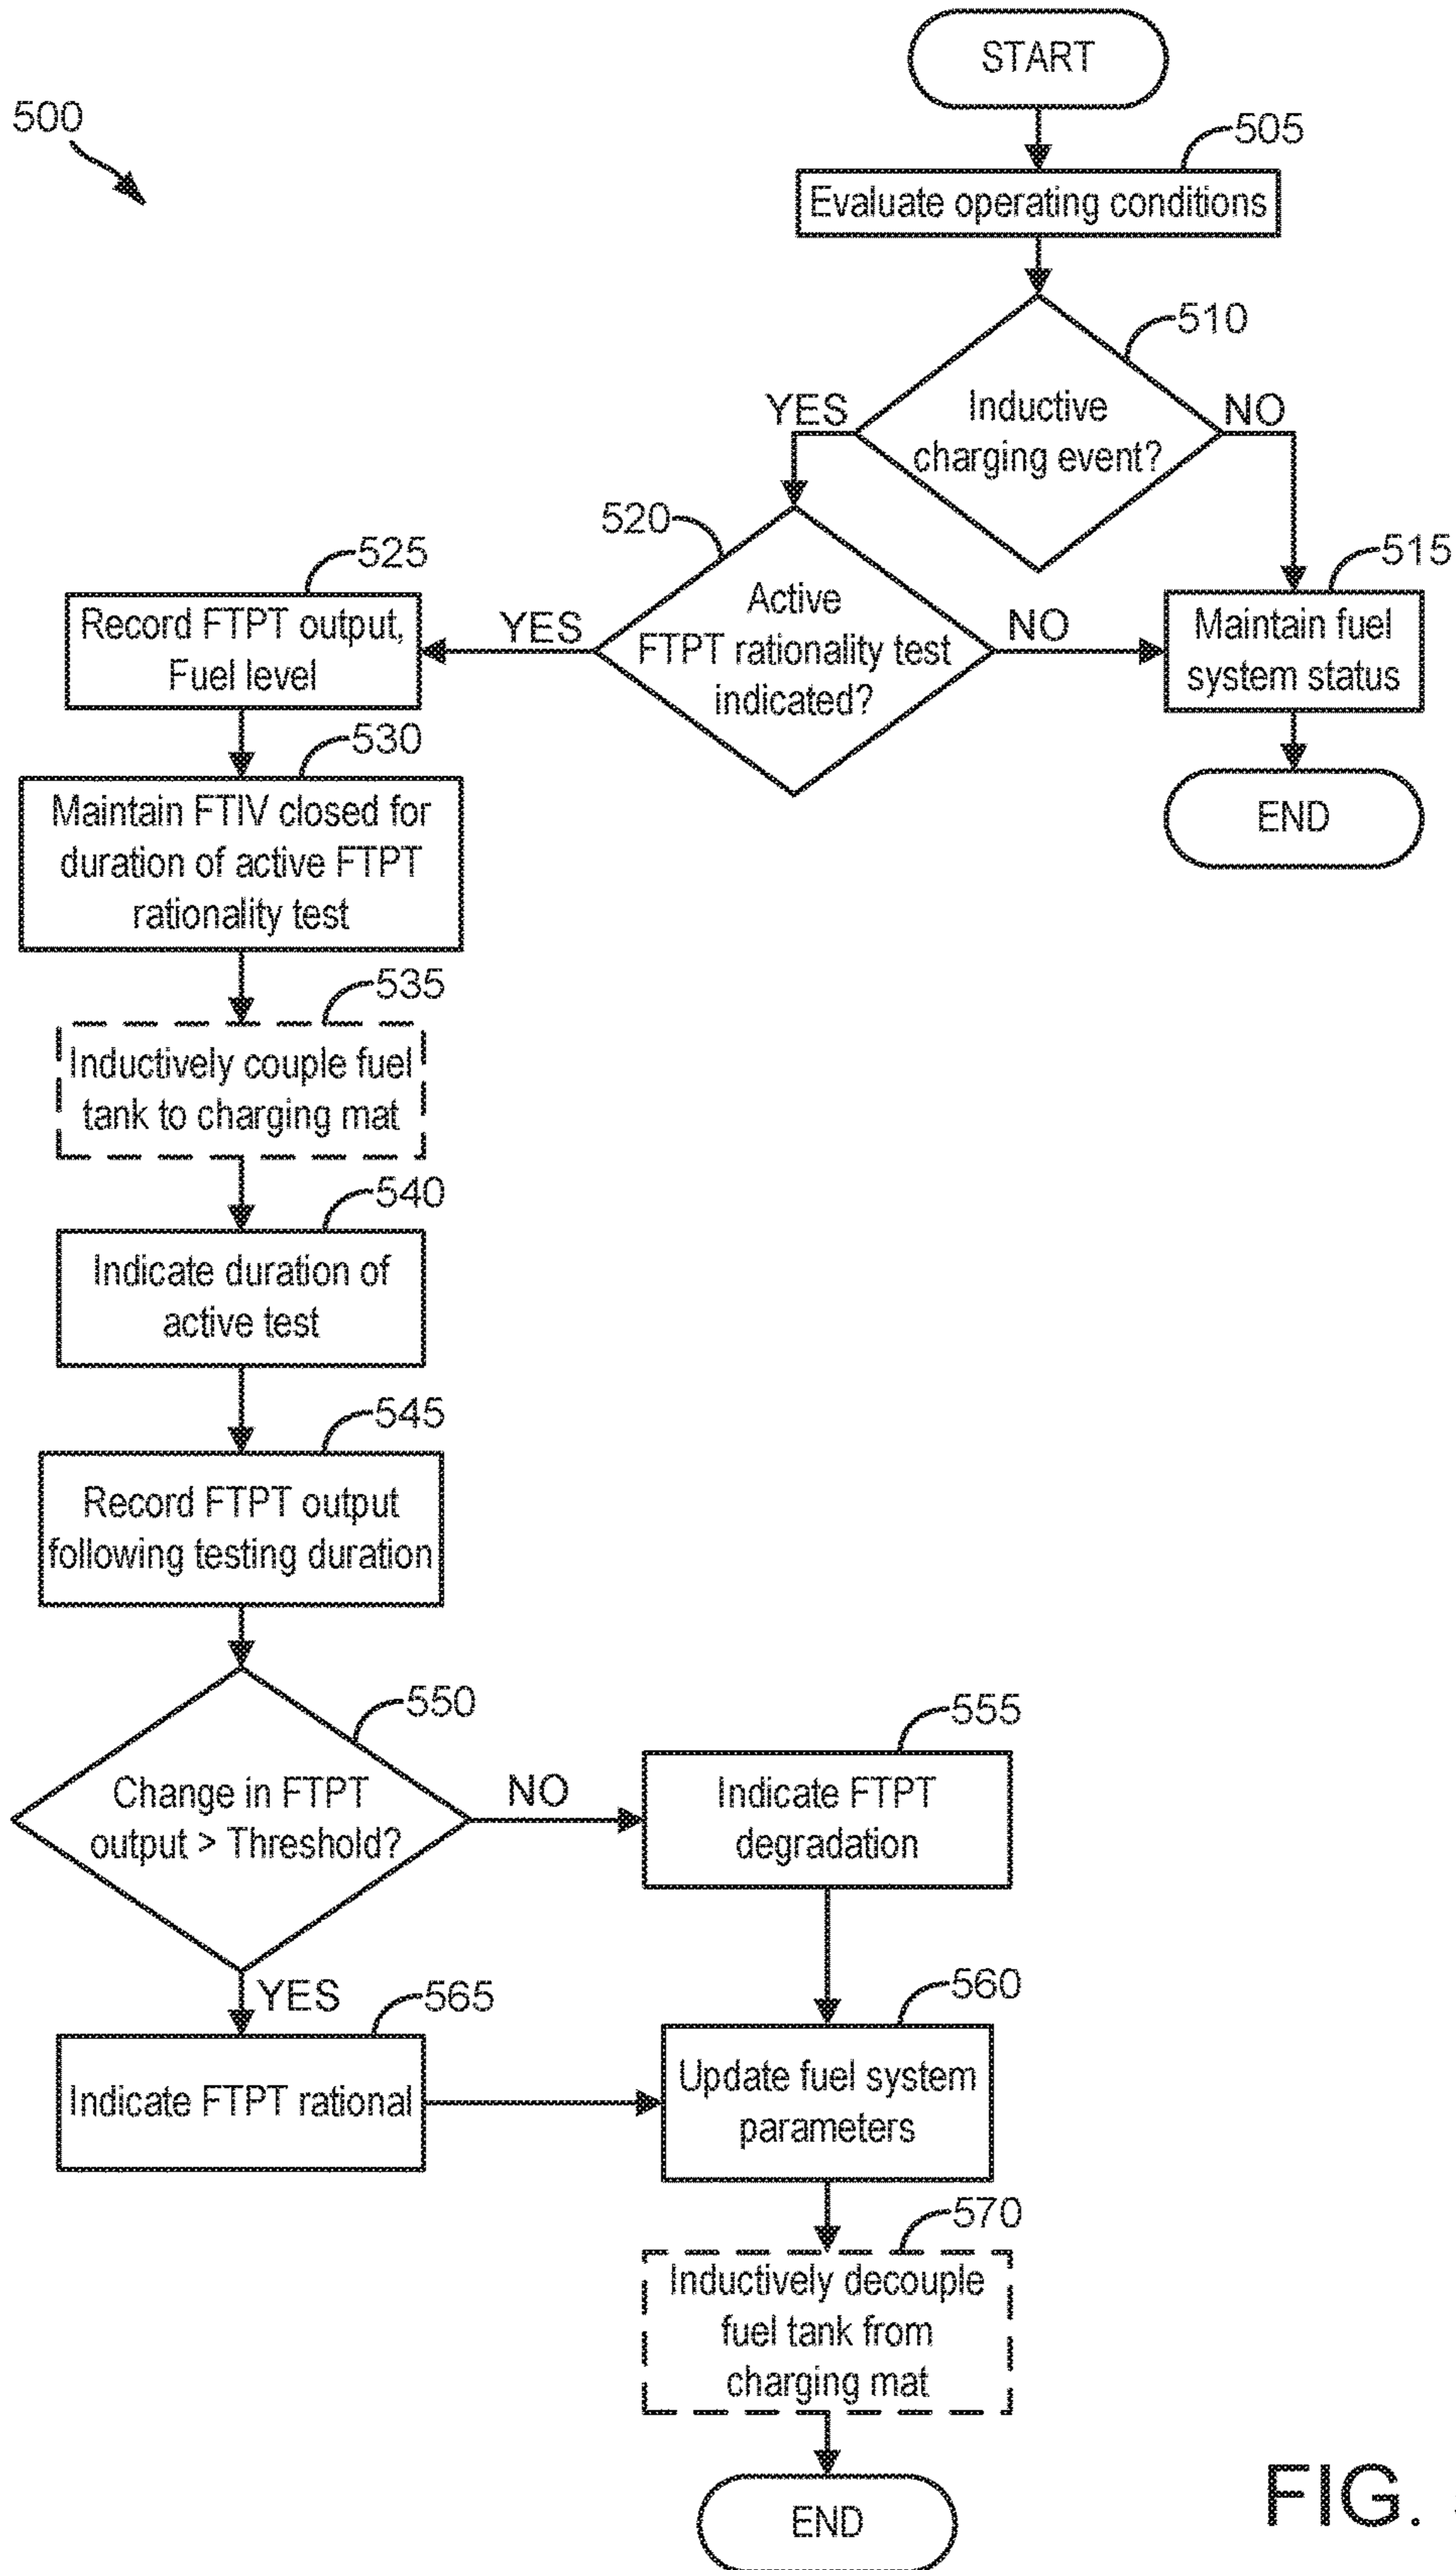 START
500
505
Evaluate operating conditions
510
Inductive
charging event?
YES
NO
520
Active
FTPT rationality test
indicated?
YES
NO
515
Maintain fuel
system status
END
525
Record FTPT output,
Fuel level
530
Maintain FTIV closed for
duration of active FTPT
rationality test
535
Inductively couple fuel
tank to charging mat
540
Indicate duration of
active test
545
Record FTPT output
following testing duration
550
Change in FTPT
output > Threshold?
NO
YES
555
Indicate FTPT
degradation
565
Indicate FTPT rational
560
Update fuel system
parameters
570
Inductively decouple
fuel tank from
charging mat
END
FIG.